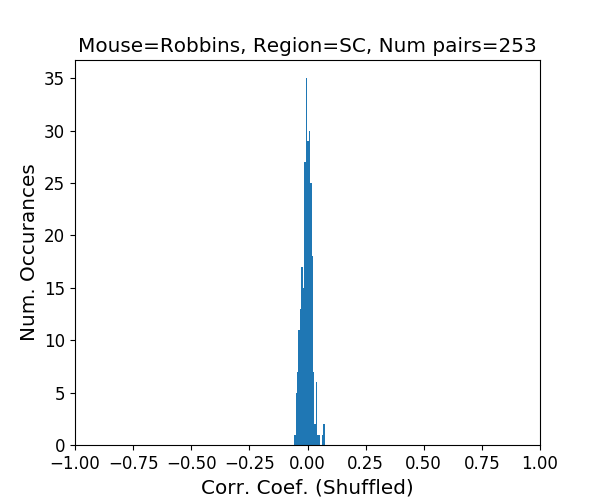 Mouse=Robbins, Region=SC, Num pairs=253
35
30
25
20
15
10
5
0
Num. Occurances
−1.00 −0.75 −0.50 −0.25 0.00 0.25 0.50 0.75 1.00
Corr. Coef. (Shuffled)